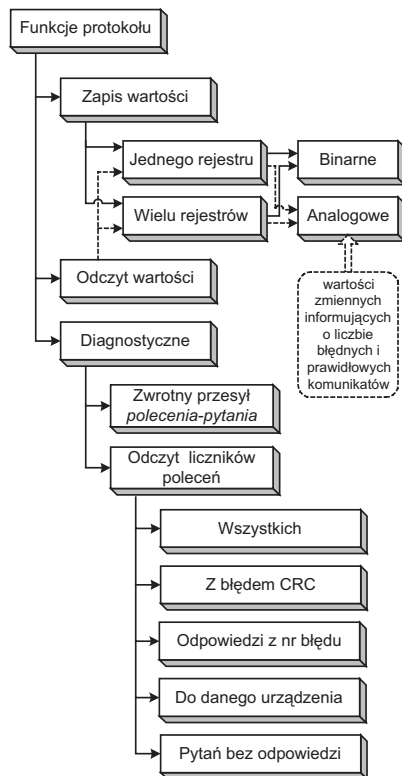 Funkcje protokołu
Zapis wartości
Jednego rejestru
Binarne
Wielu rejestrów
Analogowe
Odczyt wartości
wartości
zmiennych
informujących
o liczbie
błędnych i
prawidłowych
komunikatów
Diagnostyczne
Zwrotny przesył
polecenia-pytania
Odczyt liczników
poleceń
Wszystkich
Z błędem CRC
Odpowiedzi z nr błędu
Do danego urządzenia
Pytań bez odpowiedzi